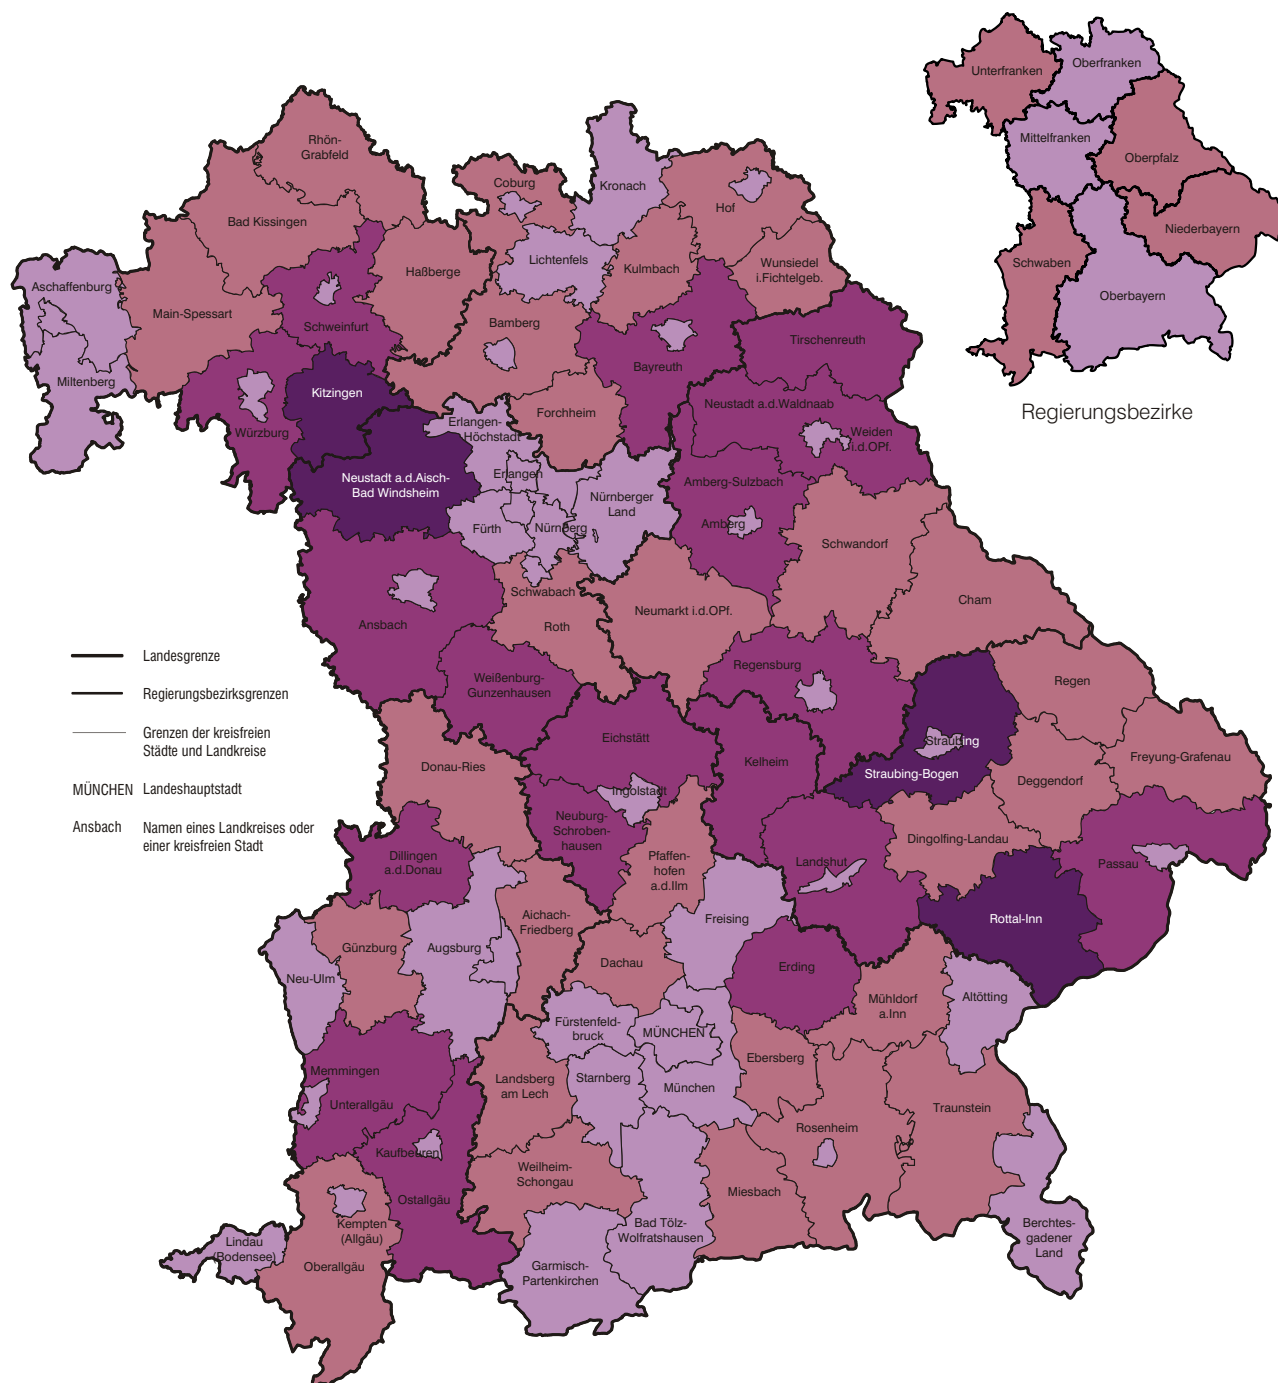 Unterfranken
Oberfranken
Mittelfranken
Oberpfalz
Niederbayern
Schwaben
Oberbayern
Regierungsbezirke
Rhön-
Grabfeld
Coburg
Kronach
Hof
Bad Kissingen
Lichtenfels
Kulmbach
Wunsiedel
i.Fichtelgeb.
Haßberge
Aschaffenburg
Main-Spessart
Schweinfurt
Bamberg
Bayreuth
Tirschenreuth
Miltenberg
Kitzingen
Würzburg
Forchheim
Neustadt a.d.Waldnaab
Erlangen-
Höchstadt
Weiden
i.d.OPf.
Neustadt a.d.Aisch-
Bad Windsheim
Erlangen
Nürnberger
Land
Amberg-Sulzbach
Fürth
Nürnberg
Amberg
Schwandorf
Schwabach
Roth
Neumarkt i.d.OPf.
Cham
Ansbach
Weißenburg-
Gunzenhausen
Regensburg
Regen
Landesgrenze
Regierungsbezirksgrenzen
Grenzen der kreisfreien
Städte und Landkreise
MÜNCHEN Landeshauptstadt
Ansbach Namen eines Landkreises oder
einer kreisfreien Stadt
Eichstätt
Kelheim
Straubing
Straubing-Bogen
Freyung-Grafenau
Deggendorf
Donau-Ries
Ingolstadt
Neuburg-
Schroben-
hausen
Dingolfing-Landau
Dillingen
a.d.Donau
Pfaffen-
hofen
a.d.Ilm
Landshut
Passau
Aichach-
Friedberg
Freising
Rottal-Inn
Günzburg
Augsburg
Dachau
Erding
Neu-Ulm
Mühldorf
a.Inn
Altötting
Fürstenfeld-
bruck
MÜNCHEN
Ebersberg
Memmingen
Unterallgäu
Landsberg
am Lech
Starnberg
München
Traunstein
Rosenheim
Kaufbeuren
Ostallgäu
Weilheim-
Schongau
Miesbach
Kempten
(Allgäu)
Bad Tölz-
Wolfratshausen
Berchtes-
gadener
Land
Lindau
(Bodensee)
Oberallgäu
Garmisch-
Partenkirchen